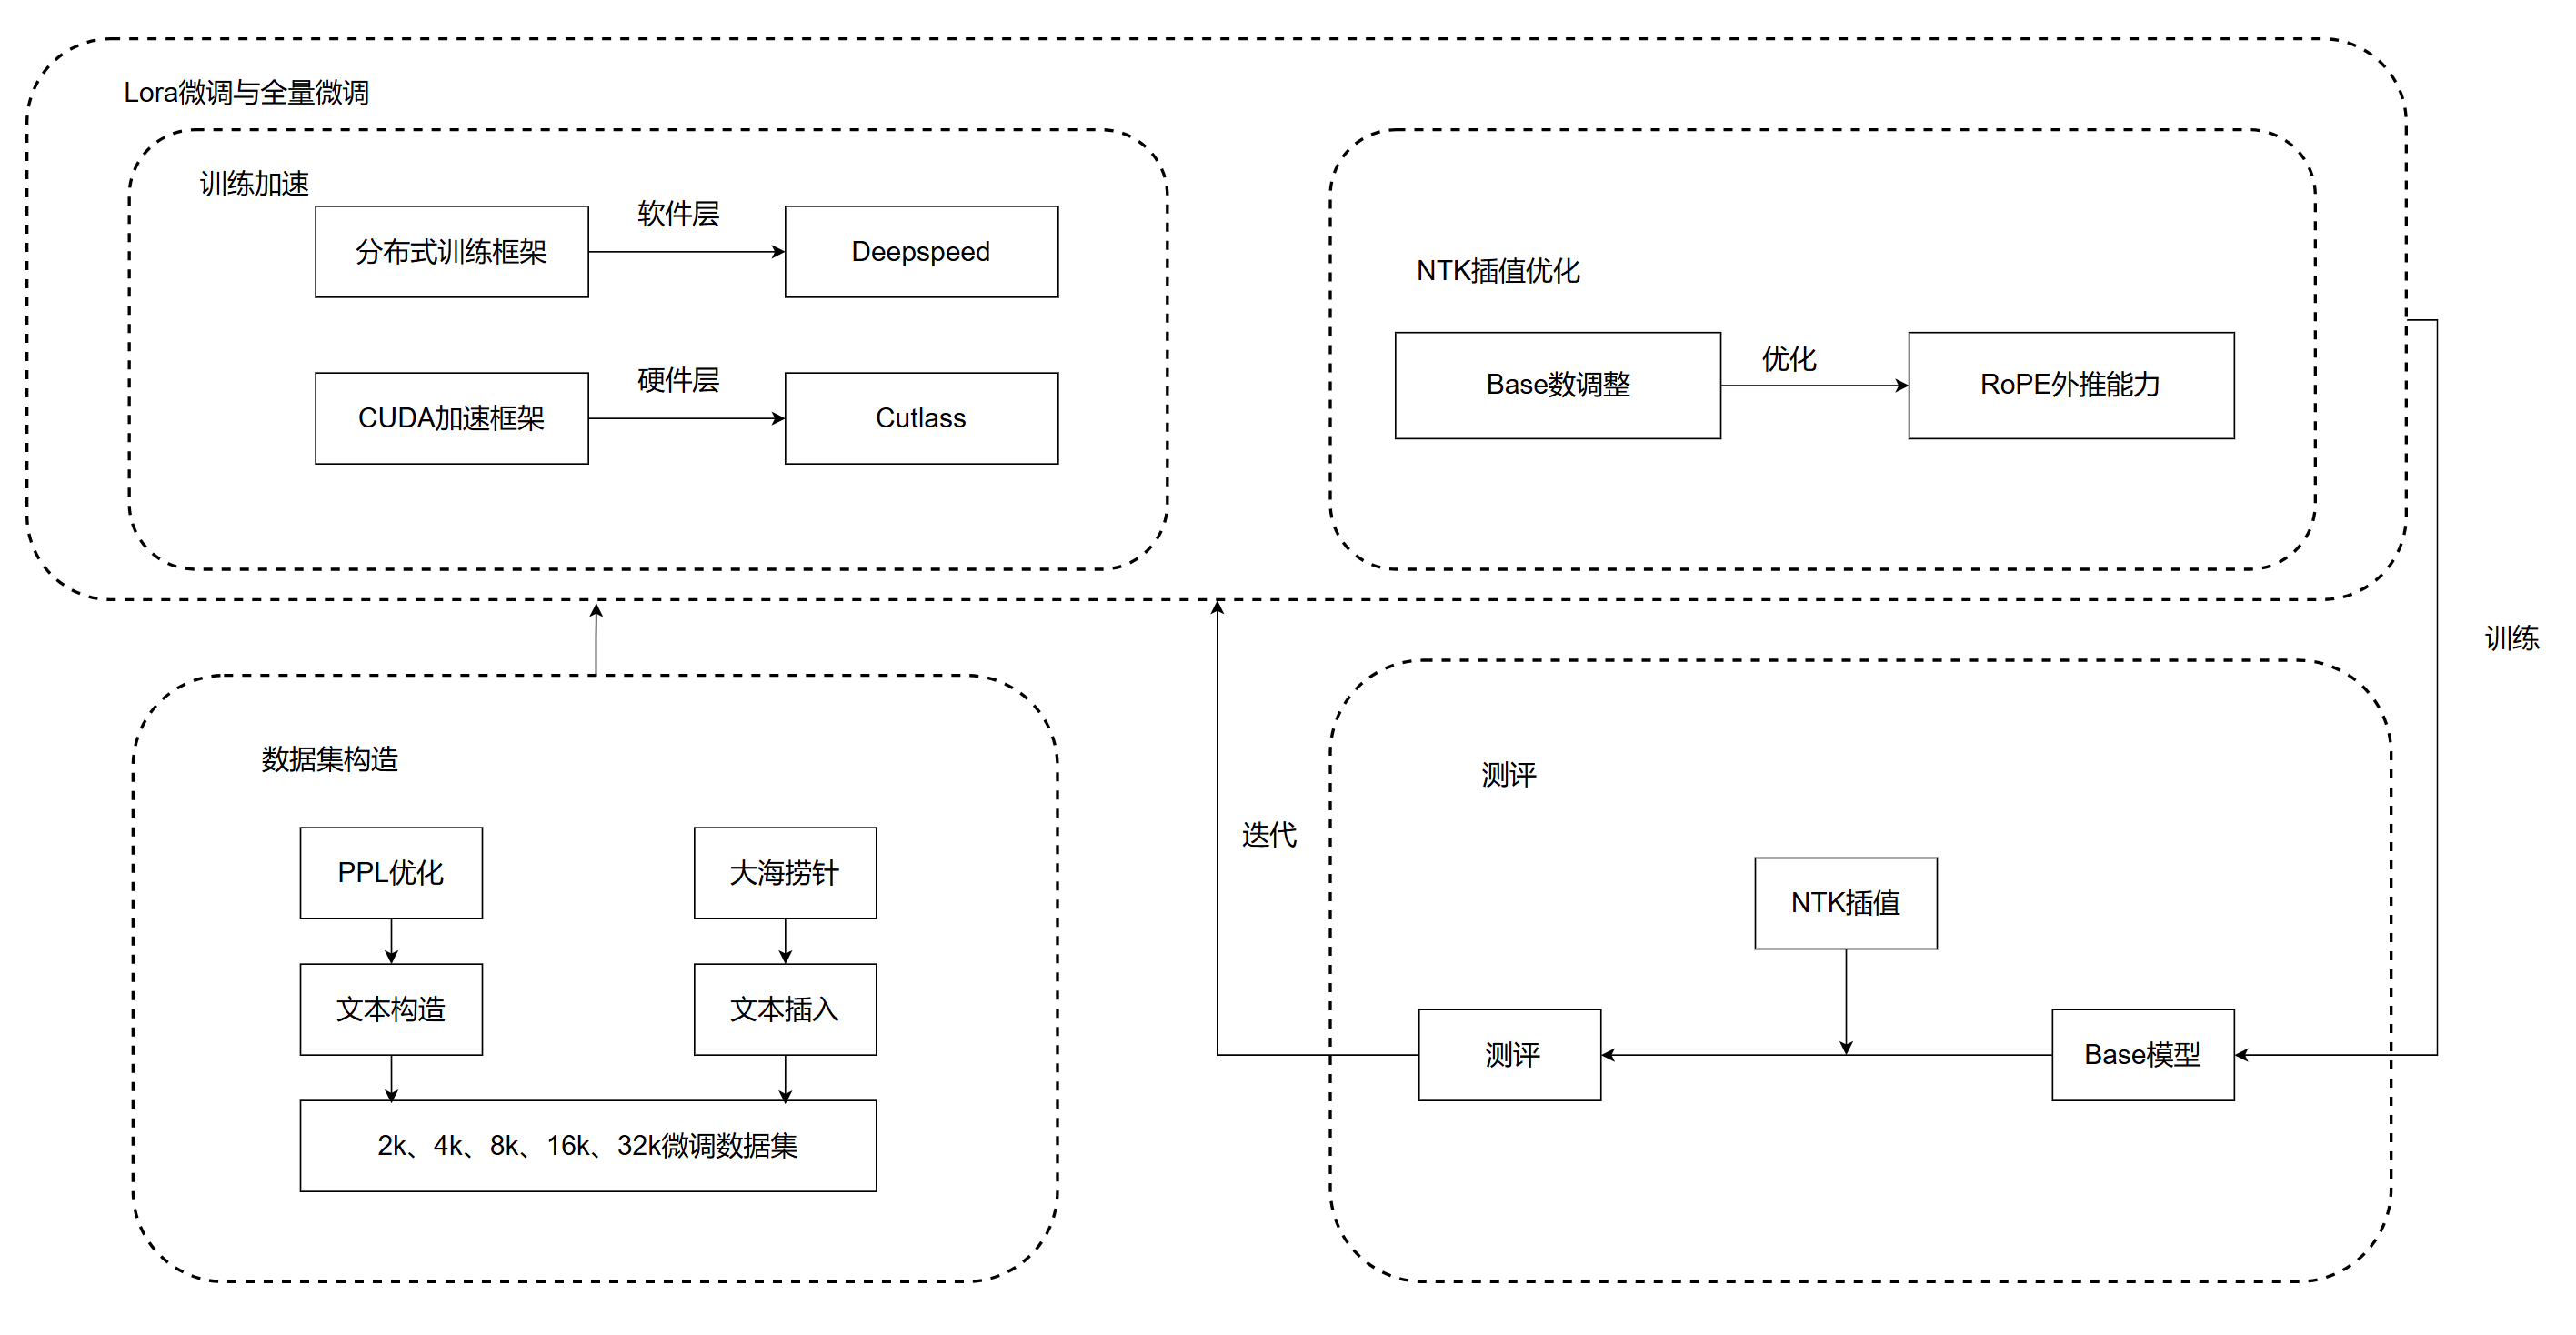 Lora微调与全量微调
训练加速
分布式训练框架
软件层
Deepspeed
CUDA加速框架
硬件层
Cutlass
NTK插值优化
Base数调整
优化
RoPE外推能力
训练
数据集构造
PPL优化
大海捞针
文本构造
文本插入
2k、4k、8k、16k、32k微调数据集
迭代
测评
NTK插值
测评
Base模型